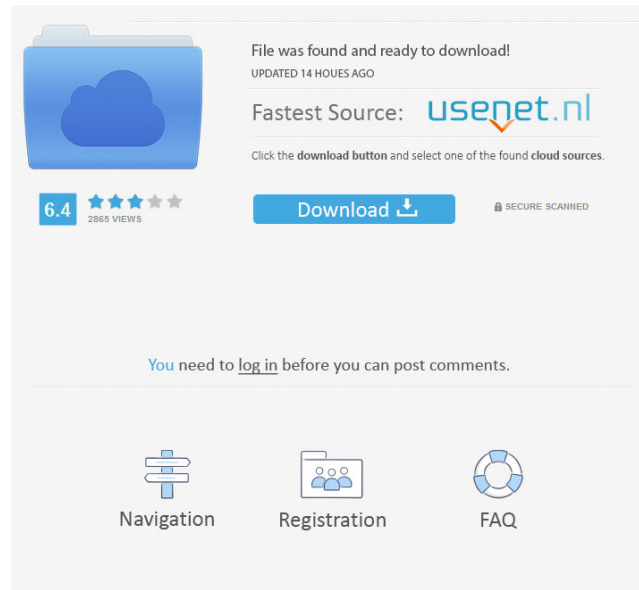 File was found and ready to download!
UPDATED 14 HOUES AGO
Fastest Source: usenet.nl
Click the download button and select one of the found cloud sources.
6.4
2865 VIEWS
Download
SECURE SCANNED
You need to log in before you can post comments.
Navigation
Registration
FAQ